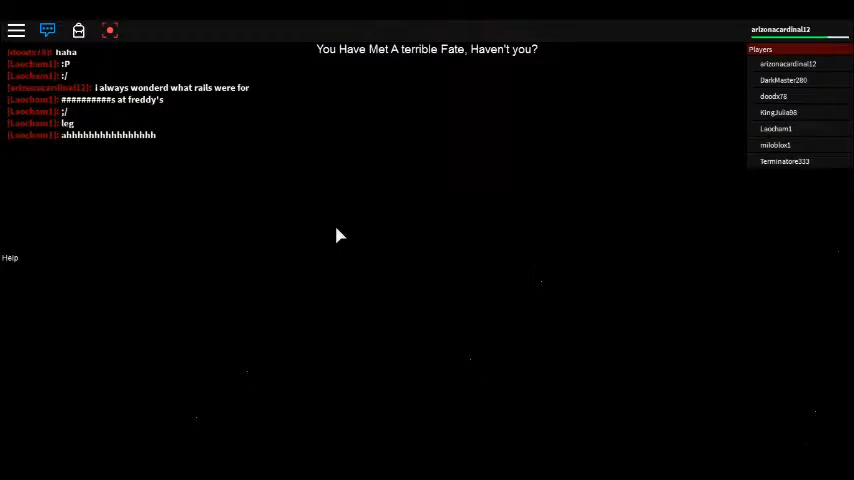 arizonacardinal12
You Have Met A terrible Fate, Haven't you?
Players
[doodx78]: haha
[Laocham1]: :P
[Laocham1]: :/
[arizonacardinal12]: i always wonderd what rails were for
[Laocham1]: ##########s at freddy's
[Laocham1]: ;/
[Laocham1]: leg
[Laocham1]: ahhhhhhhhhhhhhhhh
arizonacardinal12
DarkMaster280
doodx78
KingJulia98
Laocham1
miloblox1
Terminatore333
Help